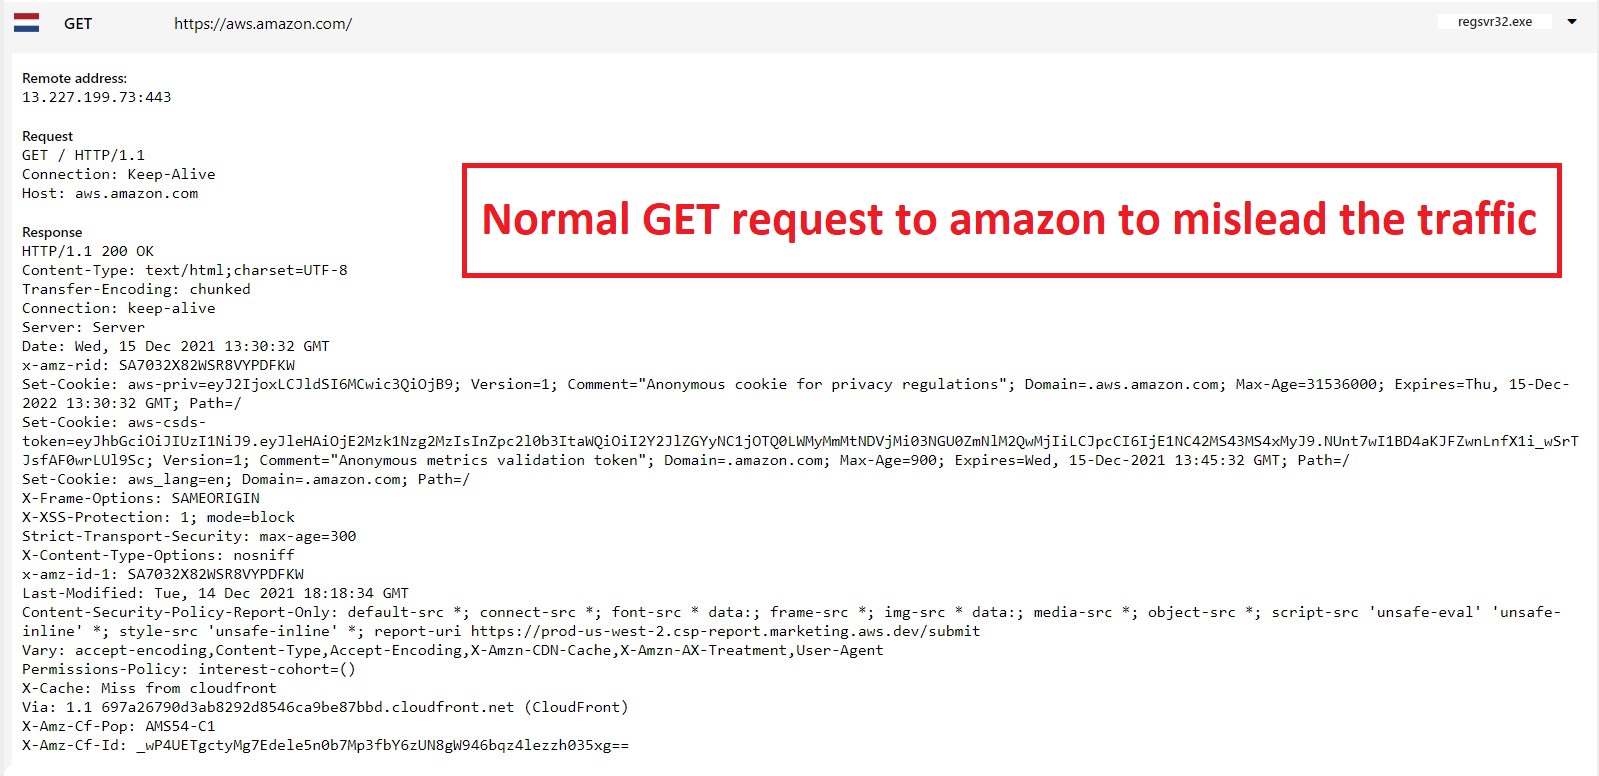 GET https://aws.amazon.com/ regsvr32.exe
Remote address:
13.227.199.73:443
Request
GET / HTTP/1.1
Connection: Keep-Alive
Host: aws.amazon.com
Normal GET request to amazon to mislead the traffic
Response
HTTP/1.1 200 OK
Content-Type: text/html;charset=UTF-8
Transfer-Encoding: chunked
Connection: keep-alive
Server: Server
Date: Wed, 15 Dec 2021 13:30:32 GMT
x-amz-rid: SA7032X82WSR8VYPDFKW
Set-Cookie: aws-priv=eyJ2IjoxLCJldSI6MCwic3QiOjB9; Version=1; Comment="Anonymous cookie for privacy regulations"; Domain=.aws.amazon.com; Max-Age=31536000; Expires=Thu, 15-Dec-
2022 13:30:32 GMT; Path=/
Set-Cookie: aws-csds-
token=eyJhbGciOiJIUzI1NiJ9.eyJleHAiOjE2Mzk1Nzg2MzIsInZpc2l0b3ItaWQiOiI2Y2JlZGYyNC1jOTQ0LWMyMmMtNDVjMi03NGU0ZmNlM2QwMjIiLCJpcCI6IjE1NC42MS43MS4xMyJ9.NUnt7wI1BD4aKJFZwnLnfX1i_wSrT
JsfAF0wrLUl9Sc; Version=1; Comment="Anonymous metrics validation token"; Domain=.amazon.com; Max-Age=900; Expires=Wed, 15-Dec-2021 13:45:32 GMT; Path=/
Set-Cookie: aws_lang=en; Domain=.amazon.com; Path=/
X-Frame-Options: SAMEORIGIN
X-XSS-Protection: 1; mode=block
Strict-Transport-Security: max-age=300
X-Content-Type-Options: nosniff
x-amz-id-1: SA7032X82WSR8VYPDFKW
Last-Modified: Tue, 14 Dec 2021 18:18:34 GMT
Content-Security-Policy-Report-Only: default-src *; connect-src *; font-src * data:; frame-src *; img-src * data:; media-src *; object-src *; script-src 'unsafe-eval' 'unsafe-
inline' *; style-src 'unsafe-inline' *; report-uri https://prod-us-west-2.csp-report.marketing.aws.dev/submit
Vary: accept-encoding,Content-Type,Accept-Encoding,X-Amzn-CDN-Cache,X-Amzn-AX-Treatment,User-Agent
Permissions-Policy: interest-cohort=()
X-Cache: Miss from cloudfront
Via: 1.1 697a26790d3ab8292d8546ca9be87bbd.cloudfront.net (CloudFront)
X-Amz-Cf-Pop: AMS54-C1
X-Amz-Cf-Id: _wP4UETgctyMg7Edele5n0b7Mp3fbY6zUN8gW946bqz4lezzh035xg==